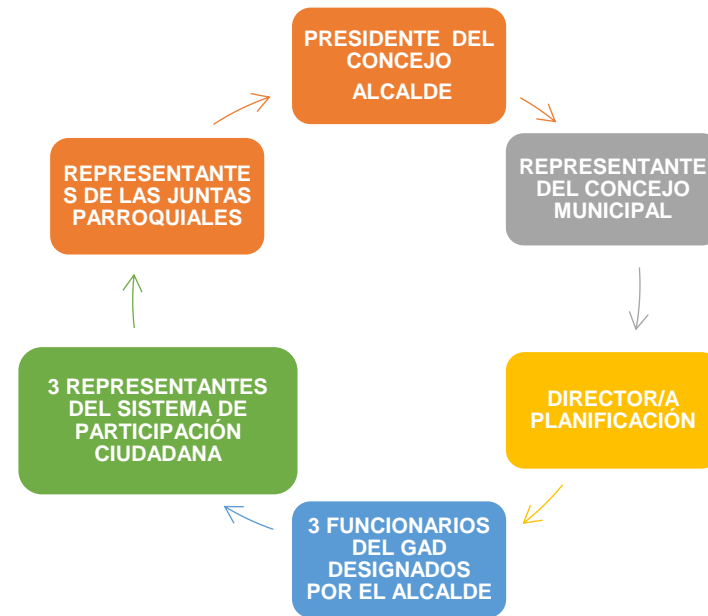 PRESIDENTE DEL
CONCEJO
ALCALDE
REPRESENTANTE
DEL CONCEJO
MUNICIPAL
DIRECTOR/A
PLANIFICACIÓN
3 FUNCIONARIOS
DEL GAD
DESIGNADOS
POR EL ALCALDE
3 REPRESENTANTES
DEL SISTEMA DE
PARTICIPACIÓN
CIUDADANA
REPRESENTANTE
S DE LAS JUNTAS
PARROQUIALES